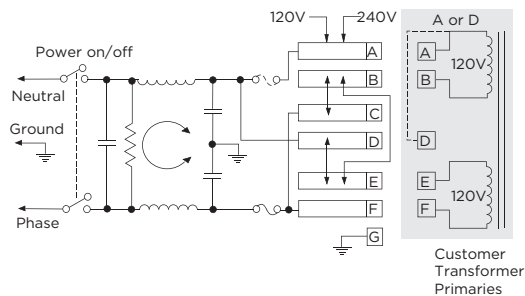 120V
240V
A or D
Power on/off
A
A
120V
B
B
Neutral
C
Ground
D
D
E
E
120V
F
F
Phase
G
Customer
Transformer
Primaries